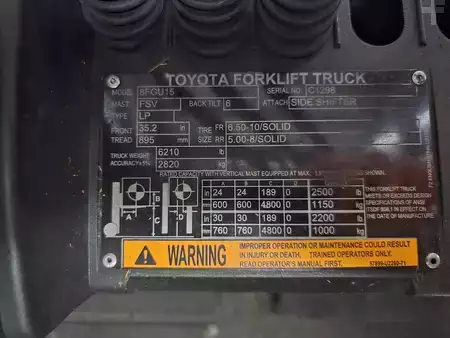 TOYOTA FORKLIFT TRUCK
MODEL 8FGU15 SERIAL NO C1298
MAST FSV BACK TILT 6 ATTACH SIDE SHIFTER
TYPE LP
FRONT 35.2 in TIRE FR 6.50-10/SOLID
TREAD 895 mm SIZE RR 5.00-8/SOLID
TRUCK WEIGHT 6210 lb
ACCURACY±5% 2820 kg
RATED CAPACITY WITH VERTICAL MAST EQUIPPED AT MAX. SHOWN.
A B C D
in 24 24 189 0 2500 lb
mm 600 600 4800 0 1150 kg
in 30 30 189 0 2200 lb
mm 760 760 4800 0 1000 kg
THIS FORKLIFT TRUCK
MEETS OR EXCEEDS DESIGN
SPECIFICATIONS OF ANSI/
IN EFFECT ON THE
DATE OF MANUFACTURE
WARNING
IMPROPER OPERATION OR MAINTENANCE COULD RESULT
IN INJURY, OR DEATH. TRAINED OPERATORS ONLY.
READ OPERATOR'S MANUAL FIRST. 57899-U2250-71